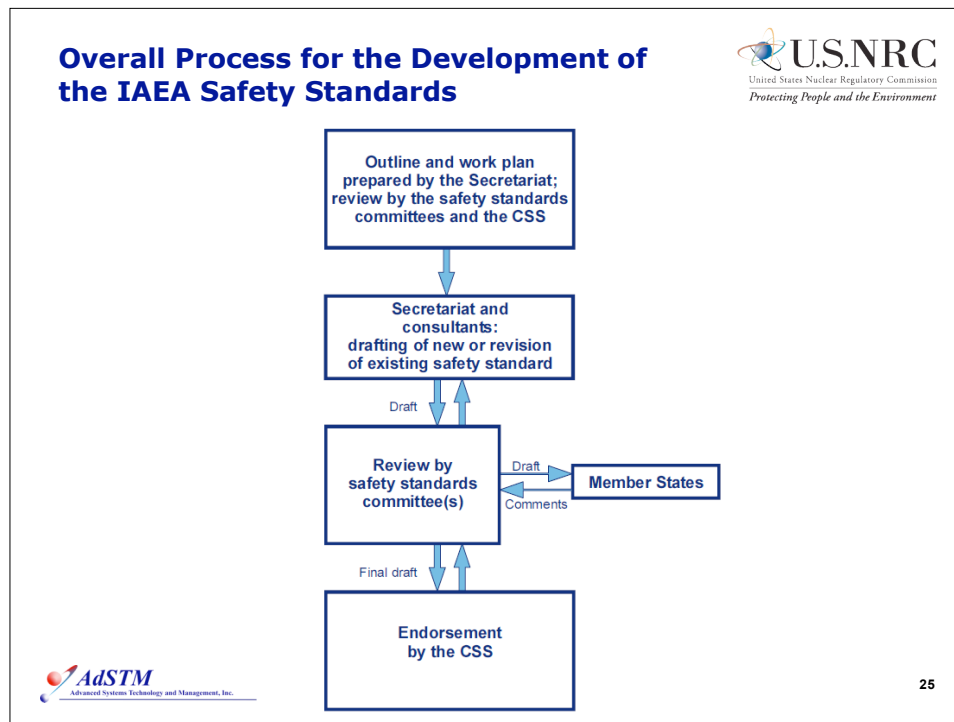 Overall Process for the Development of
the IAEA Safety Standards
U.S.NRC
United States Nuclear Regulatory Commission
Protecting People and the Environment
Outline and work plan
prepared by the Secretariat;
review by the safety standards
committees and the CSS
Secretariat and
consultants:
drafting of new or revision
of existing safety standard
Draft
Review by
safety standards
committee(s)
Draft
Member States
Comments
Final draft
Endorsement
by the CSS
AdSTM
Advanced Systems Technology and Management, Inc.
25